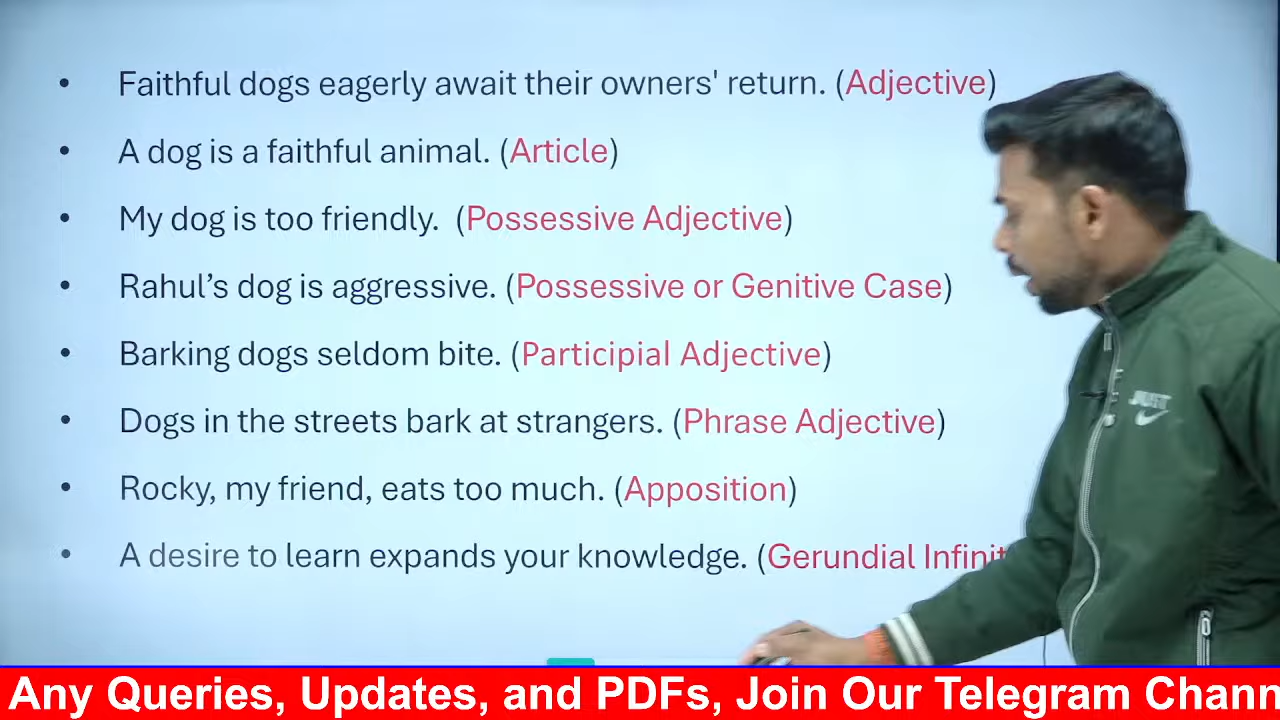 • Faithful dogs eagerly await their owners' return. (Adjective)
• A dog is a faithful animal. (Article)
• My dog is too friendly. (Possessive Adjective)
• Rahul’s dog is aggressive. (Possessive or Genitive Case)
• Barking dogs seldom bite. (Participial Adjective)
• Dogs in the streets bark at strangers. (Phrase Adjective)
• Rocky, my friend, eats too much. (Apposition)
• A desire to learn expands your knowledge. (Gerundial Infinit
JUST
Any Queries, Updates, and PDFs, Join Our Telegram Chann